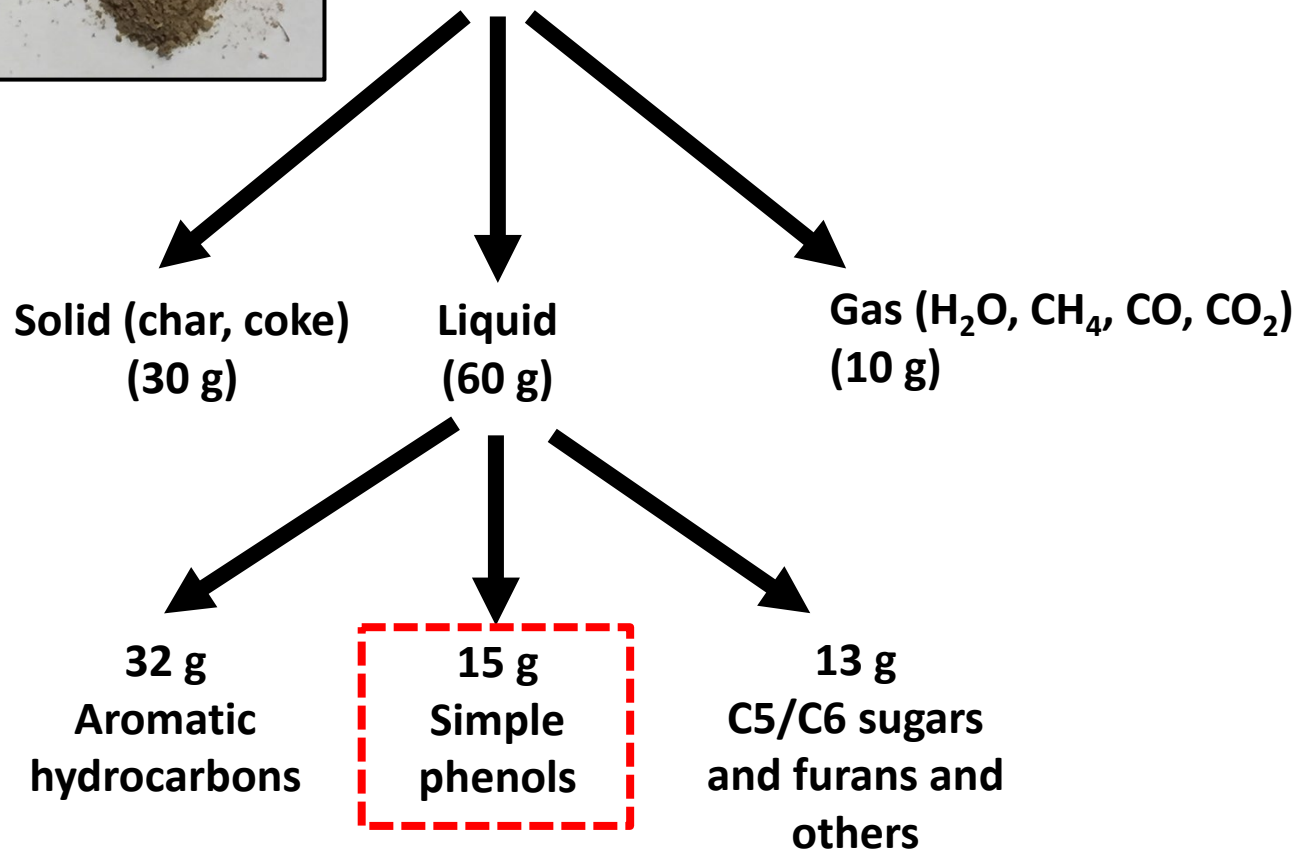 Solid (char, coke)
(30 g)
Liquid
(60 g)
Gas (H₂O, CH₄, CO, CO₂)
(10 g)
32 g
Aromatic
hydrocarbons
15 g
Simple
phenols
13 g
C5/C6 sugars
and furans and
others